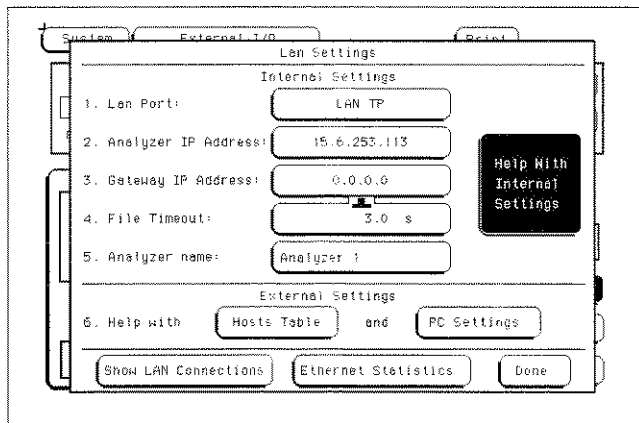 System External I/O Print
Lan Settings
Internal Settings
1. Lan Port: LAN TP
2. Analyzer IP Address: 15.6.253.113
3. Gateway IP Address: 0.0.0.0
4. File Timeout: 3.0 s
5. Analyzer name: Analyzer 1
Help With
Internal
Settings
External Settings
6. Help with Hosts Table and PC Settings
Show LAN Connections Ethernet Statistics Done